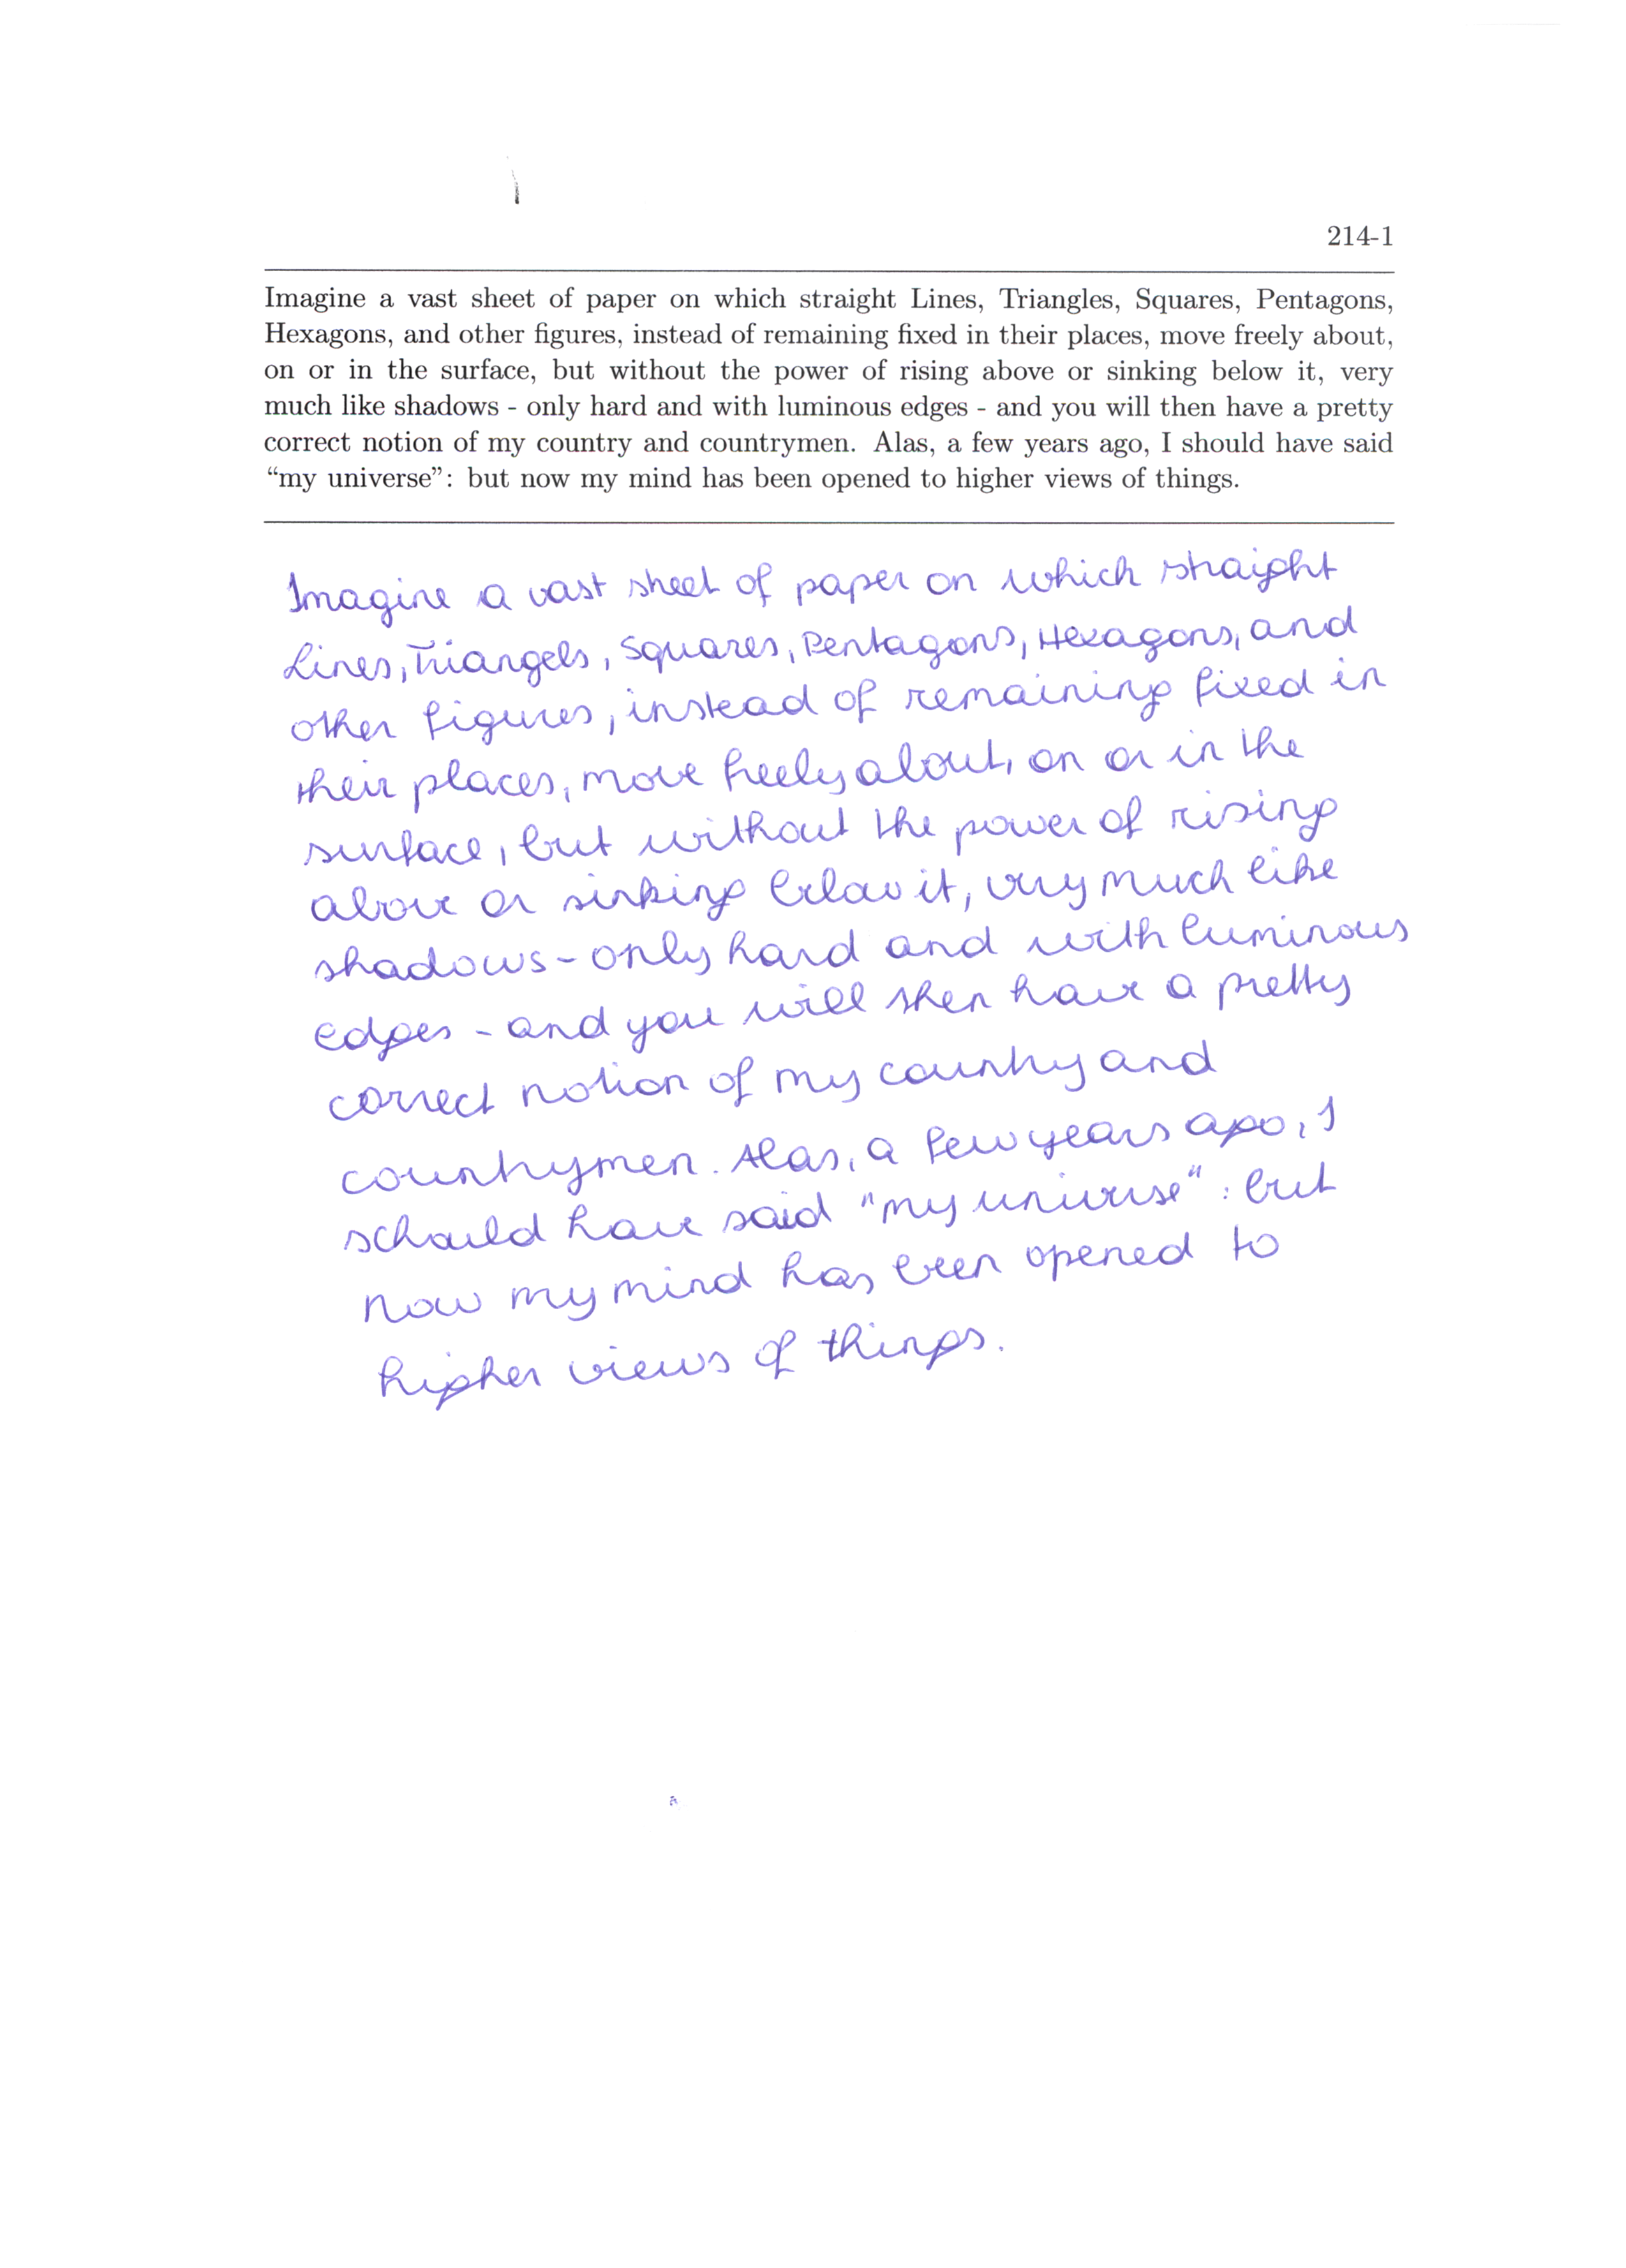 214-1
Imagine a vast sheet of paper on which straight Lines, Triangles, Squares, Pentagons,
Hexagons, and other figures, instead of remaining fixed in their places, move freely about,
on or in the surface, but without the power of rising above or sinking below it, very
much like shadows - only hard and with luminous edges - and you will then have a pretty
correct notion of my country and countrymen. Alas, a few years ago, I should have said
“my universe”: but now my mind has been opened to higher views of things.
Imagine a vast sheet of paper on which straight
Lines, Triangels, Squares, Pentagons, Hexagons, and
other figures, instead of remaining fixed in
their places, move freely about, on or in the
surface, but without the power of rising
above or sinking below it, very much like
shadows - only hard and with luminous
edges - and you will then have a pretty
correct notion of my country and
countrymen. Alas, a few years ago, I
schould have said "my universe": but
now my mind has been opened to
higher views of things.